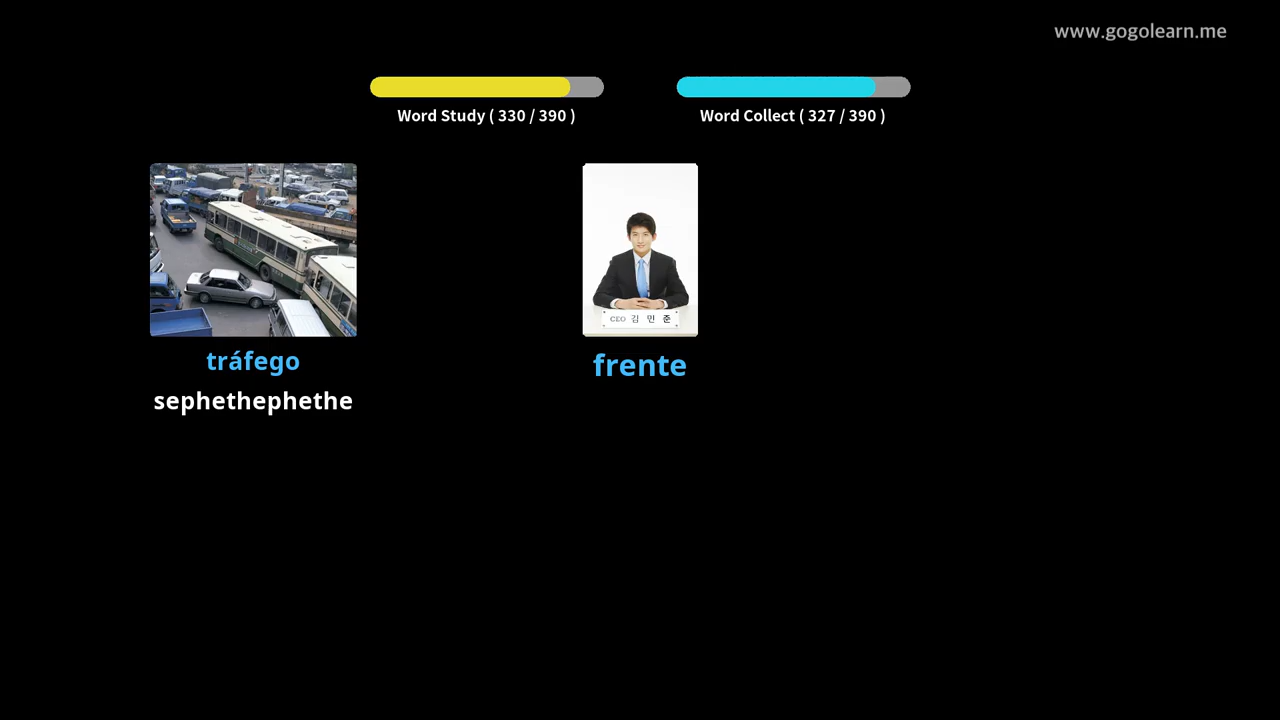 www.gogolearn.me
Word Study ( 330 / 390 )
Word Collect ( 327 / 390 )
CEO 김 민 준
tráfego
frente
sephethephethe